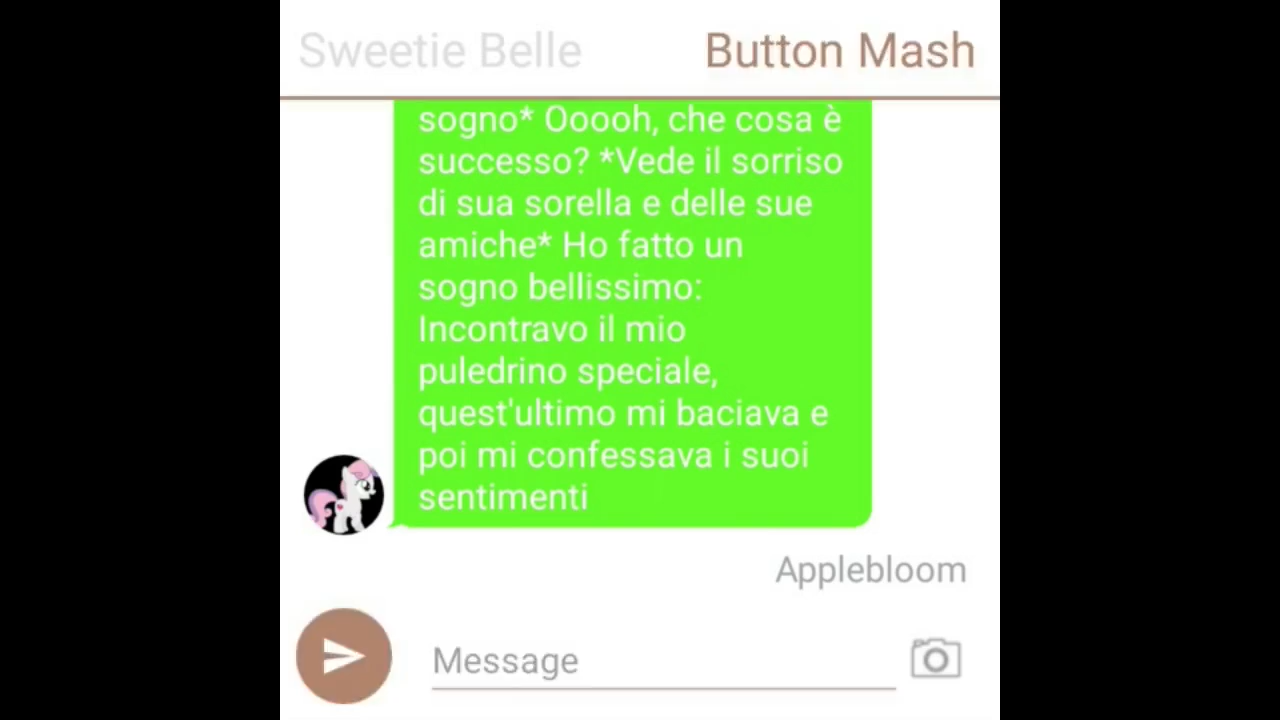 Sweetie Belle
Button Mash
sogno* Ooooh, che cosa è
successo? *Vede il sorriso
di sua sorella e delle sue
amiche* Ho fatto un
sogno bellissimo:
Incontravo il mio
puledrino speciale,
quest'ultimo mi baciava e
poi mi confessava i suoi
sentimenti
Applebloom
Message